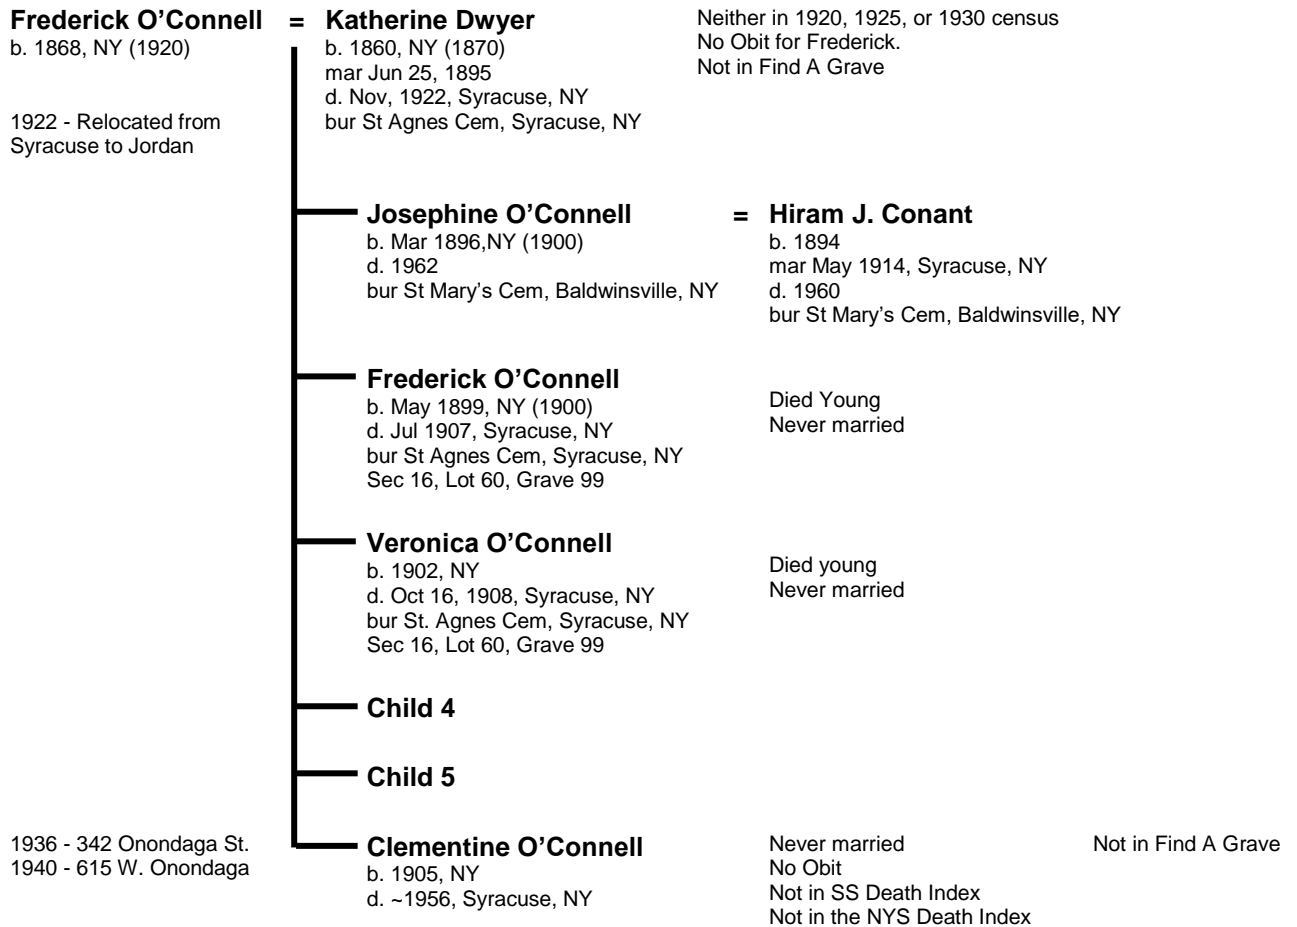 Frederick O’Connell = Katherine Dwyer
b. 1868, NY (1920)
b. 1860, NY (1870)
mar Jun 25, 1895
d. Nov, 1922, Syracuse, NY
bur St Agnes Cem, Syracuse, NY
Neither in 1920, 1925, or 1930 census
No Obit for Frederick.
Not in Find A Grave
1922 - Relocated from
Syracuse to Jordan
Josephine O’Connell = Hiram J. Conant
b. Mar 1896,NY (1900)
d. 1962
bur St Mary’s Cem, Baldwinsville, NY
b. 1894
mar May 1914, Syracuse, NY
d. 1960
bur St Mary’s Cem, Baldwinsville, NY
Frederick O’Connell
b. May 1899, NY (1900)
d. Jul 1907, Syracuse, NY
bur St Agnes Cem, Syracuse, NY
Sec 16, Lot 60, Grave 99
Died Young
Never married
Veronica O’Connell
b. 1902, NY
d. Oct 16, 1908, Syracuse, NY
bur St. Agnes Cem, Syracuse, NY
Sec 16, Lot 60, Grave 99
Died young
Never married
Child 4
Child 5
1936 - 342 Onondaga St.
1940 - 615 W. Onondaga
Clementine O’Connell
b. 1905, NY
d. ~1956, Syracuse, NY
Never married
No Obit
Not in SS Death Index
Not in the NYS Death Index
Not in Find A Grave